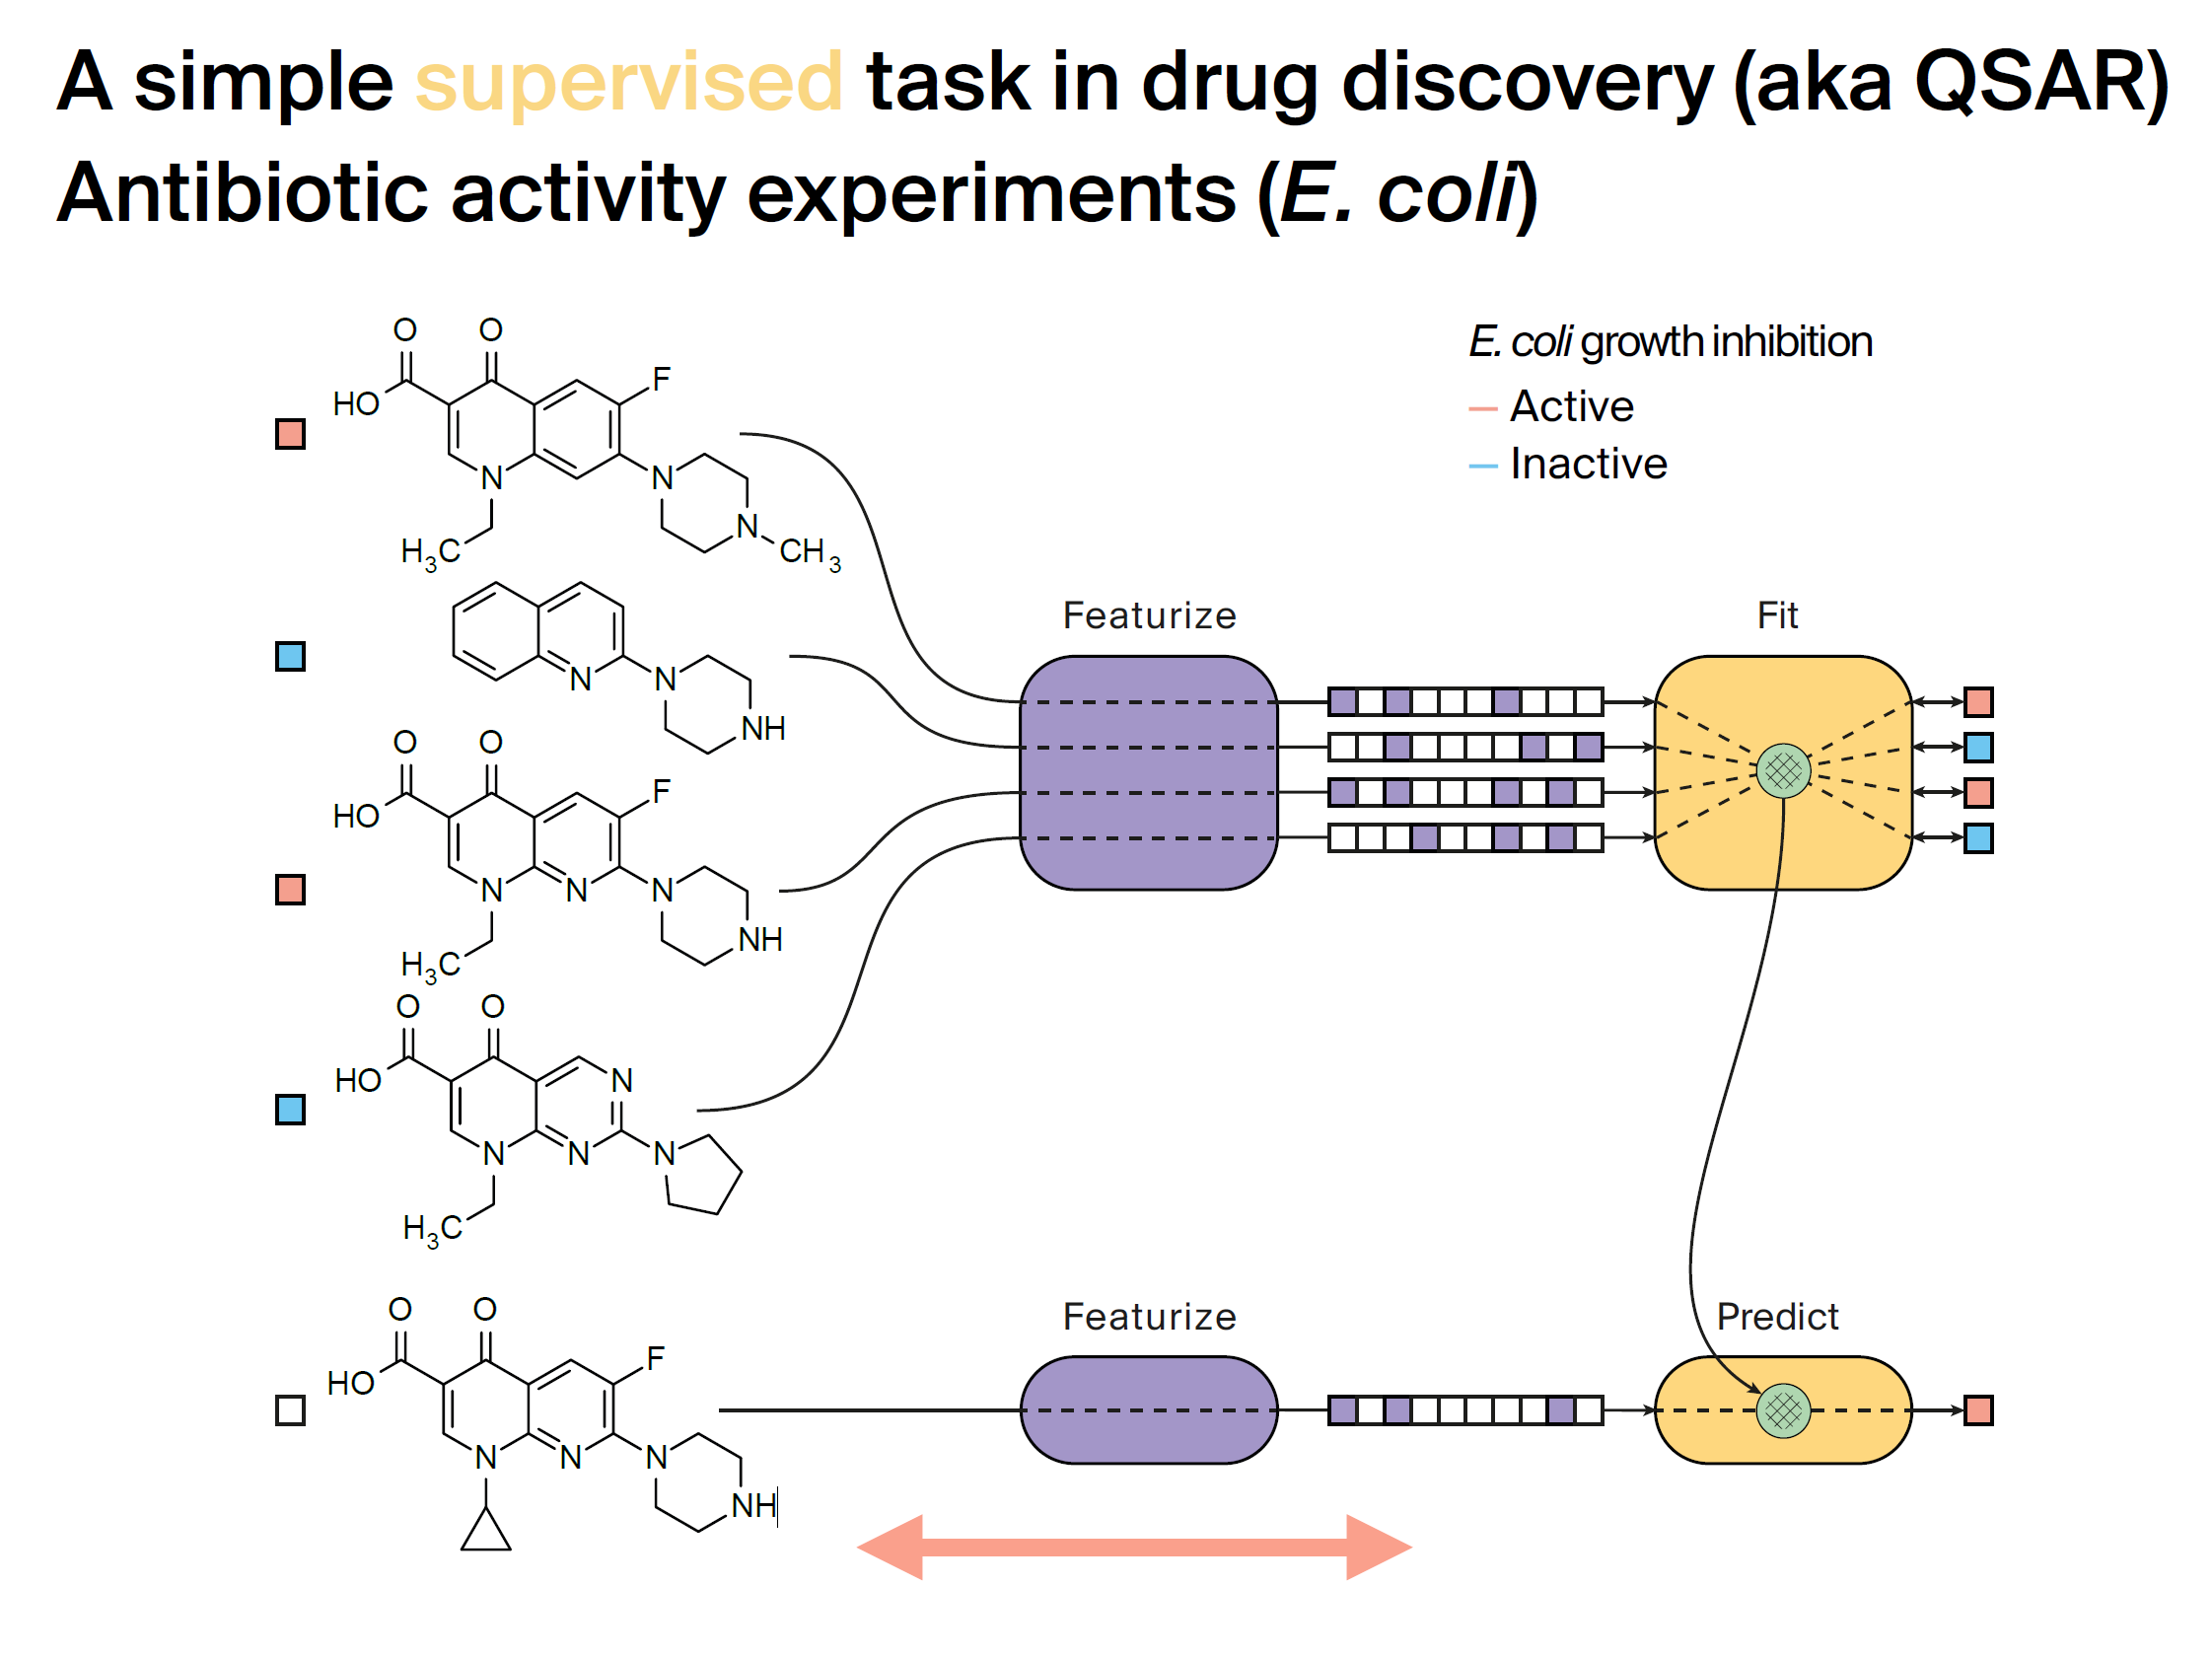 A simple supervised task in drug discovery (aka QSAR)
Antibiotic activity experiments (E. coli)
E. coli growth inhibition
Active
Inactive
O
O
HO
F
N
N
N
H3C
CH3
N
N
NH
O
O
HO
F
N
N
N
NH
H3C
O
O
HO
N
N
N
N
H3C
Featurize
Fit
O
O
HO
F
N
N
N
NH
Featurize
Predict